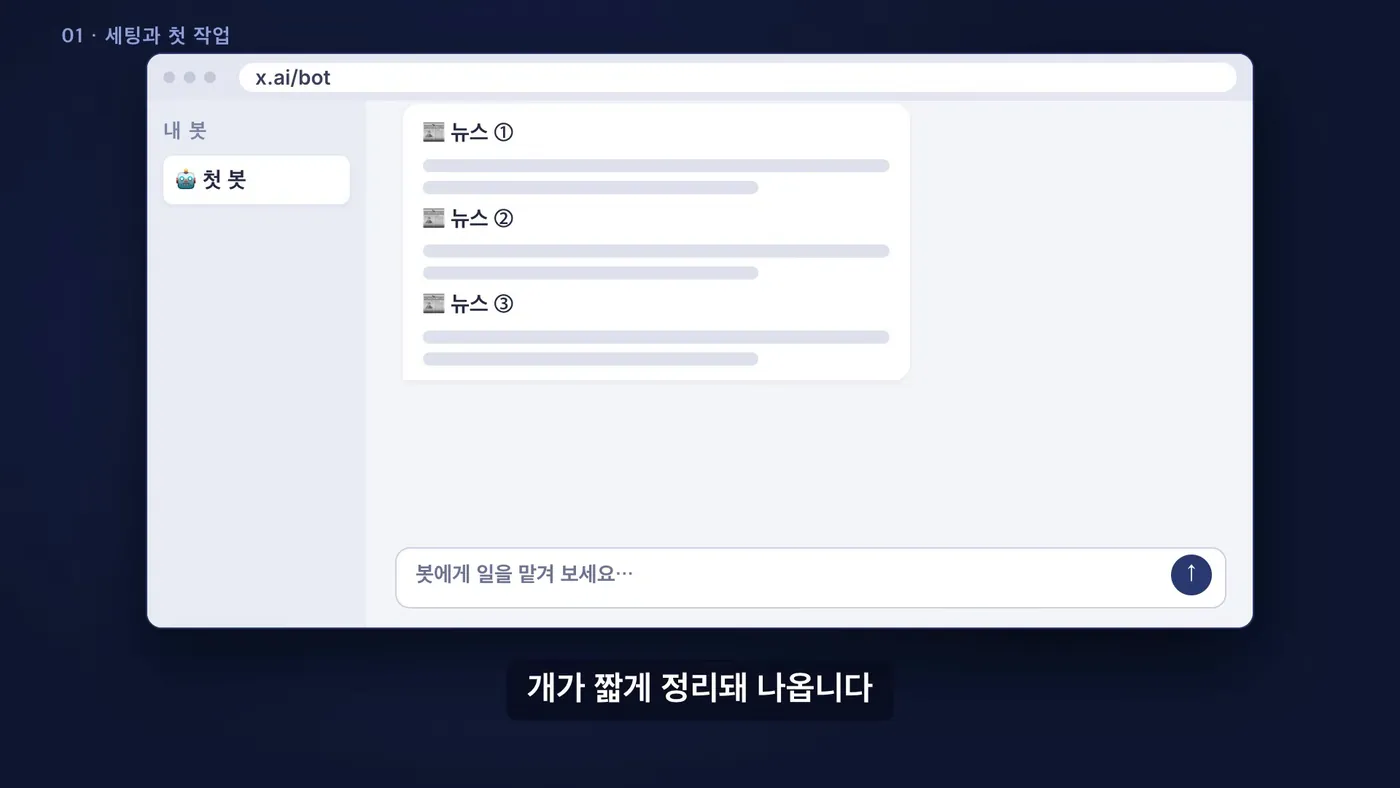 01 · 세팅과 첫 작업
x.ai/bot
내 봇
첫 봇
뉴스 ①
뉴스 ②
뉴스 ③
봇에게 일을 맡겨 보세요…
↑
개가 짧게 정리돼 나옵니다